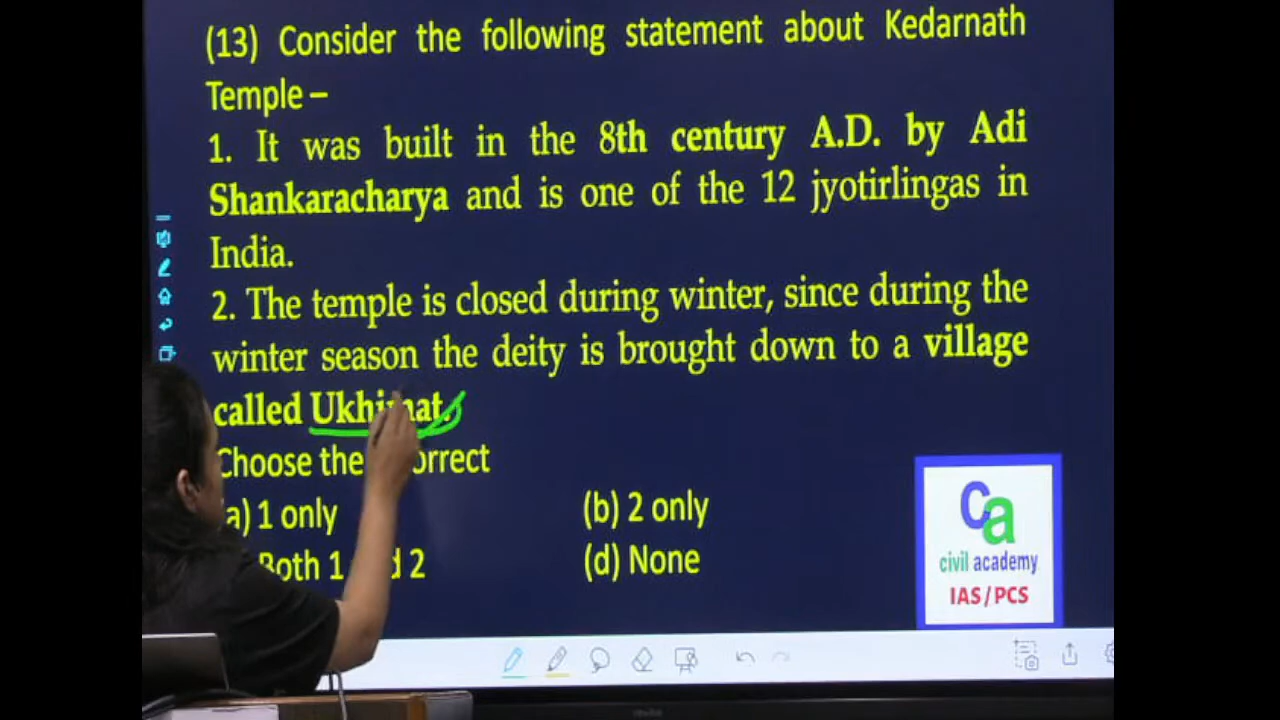 (13) Consider the following statement about Kedarnath
Temple –
1. It was built in the 8th century A.D. by Adi
Shankaracharya and is one of the 12 jyotirlingas in
India.
2. The temple is closed during winter, since during the
winter season the deity is brought down to a village
called
Choose the
a) 1 only (b) 2 only
1 2 (d) None
Ca
civil academy
IAS/PCS